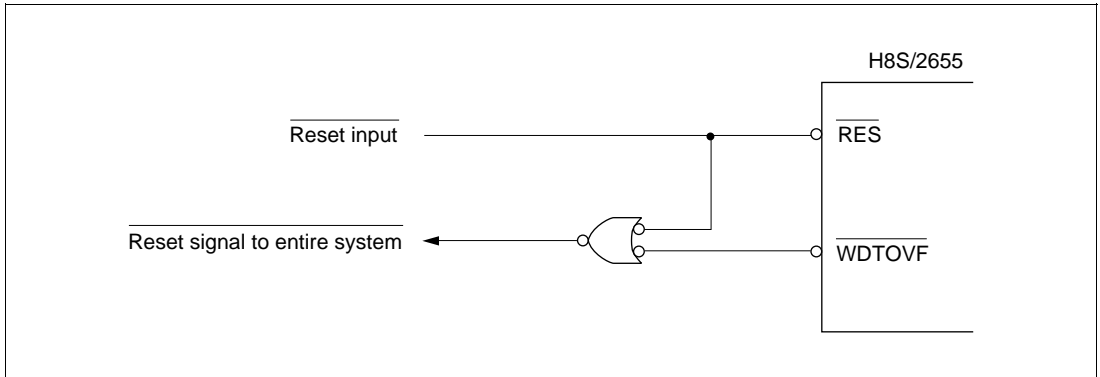 H8S/2655
Reset input
RES
Reset signal to entire system
WDTOVF